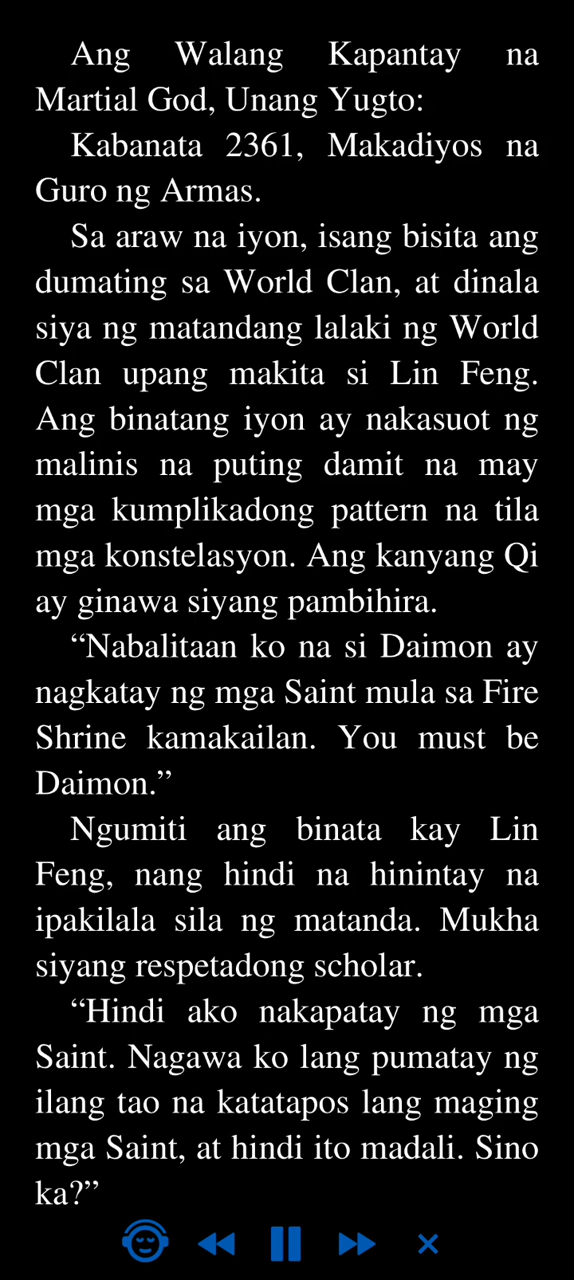 Ang Walang Kapantay na
Martial God, Unang Yugto:
Kabanata 2361, Makadiyos na
Guro ng Armas.
Sa araw na iyon, isang bisita ang
dumating sa World Clan, at dinala
siya ng matandang lalaki ng World
Clan upang makita si Lin Feng.
Ang binatang iyon ay nakasuot ng
malinis na puting damit na may
mga kumplikadong pattern na tila
mga konstelasyon. Ang kanyang Qi
ay ginawa siyang pambihira.
“Nabalitaan ko na si Daimon ay
nagkatay ng mga Saint mula sa Fire
Shrine kamakailan. You must be
Daimon.”
Ngumiti ang binata kay Lin
Feng, nang hindi na hinintay na
ipakilala sila ng matanda. Mukha
siyang respetadong scholar.
“Hindi ako nakapatay ng mga
Saint. Nagawa ko lang pumatay ng
ilang tao na katatapos lang maging
mga Saint, at hindi ito madali. Sino
ka?”